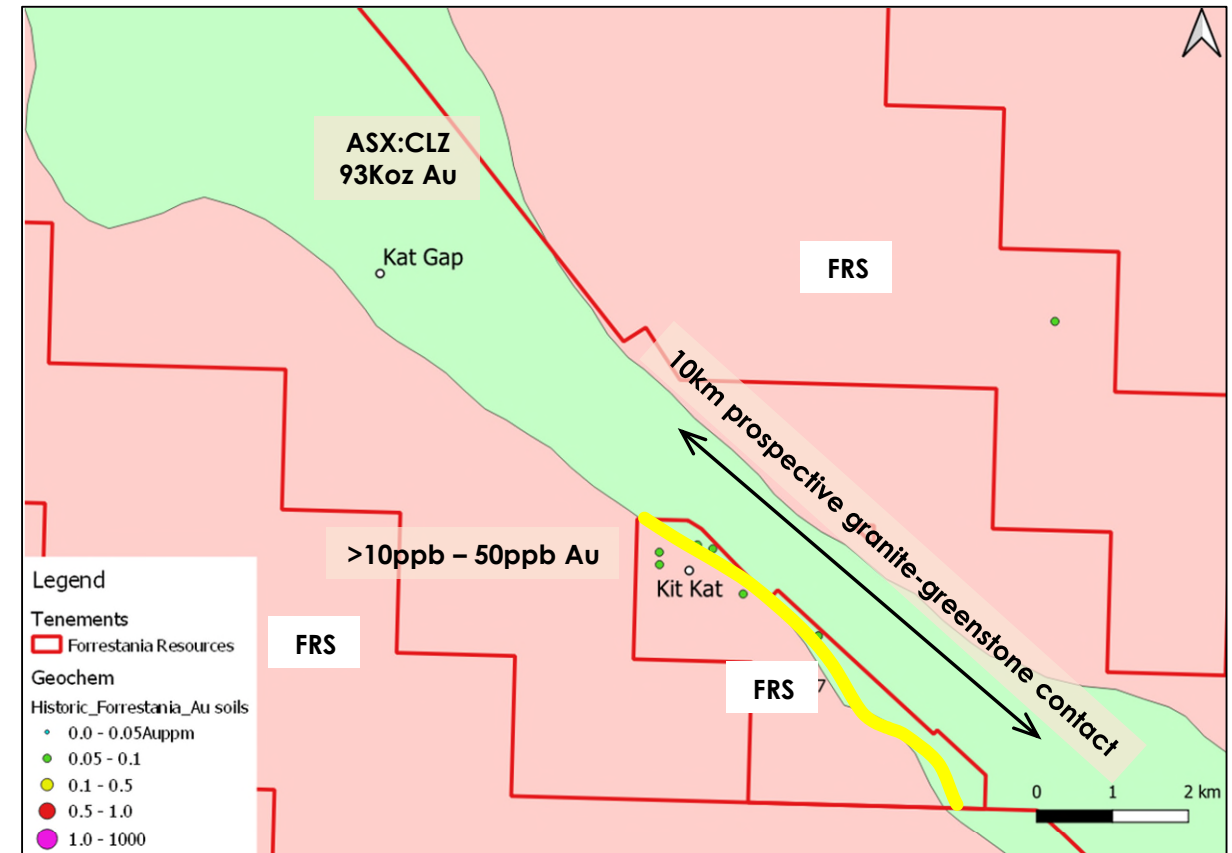 ASX:CLZ
93Koz Au
Kat Gap
FRS
10km prospective granite-greenstone contact
>10ppb – 50ppb Au
Kit Kat
FRS
FRS
7
Legend
Tenements
Forrestania Resources
Geochem
Historic_Forrestania_Au soils
0.0 - 0.05Auppm
0.05 - 0.1
0.1 - 0.5
0.5 - 1.0
1.0 - 1000
0 1 2 km